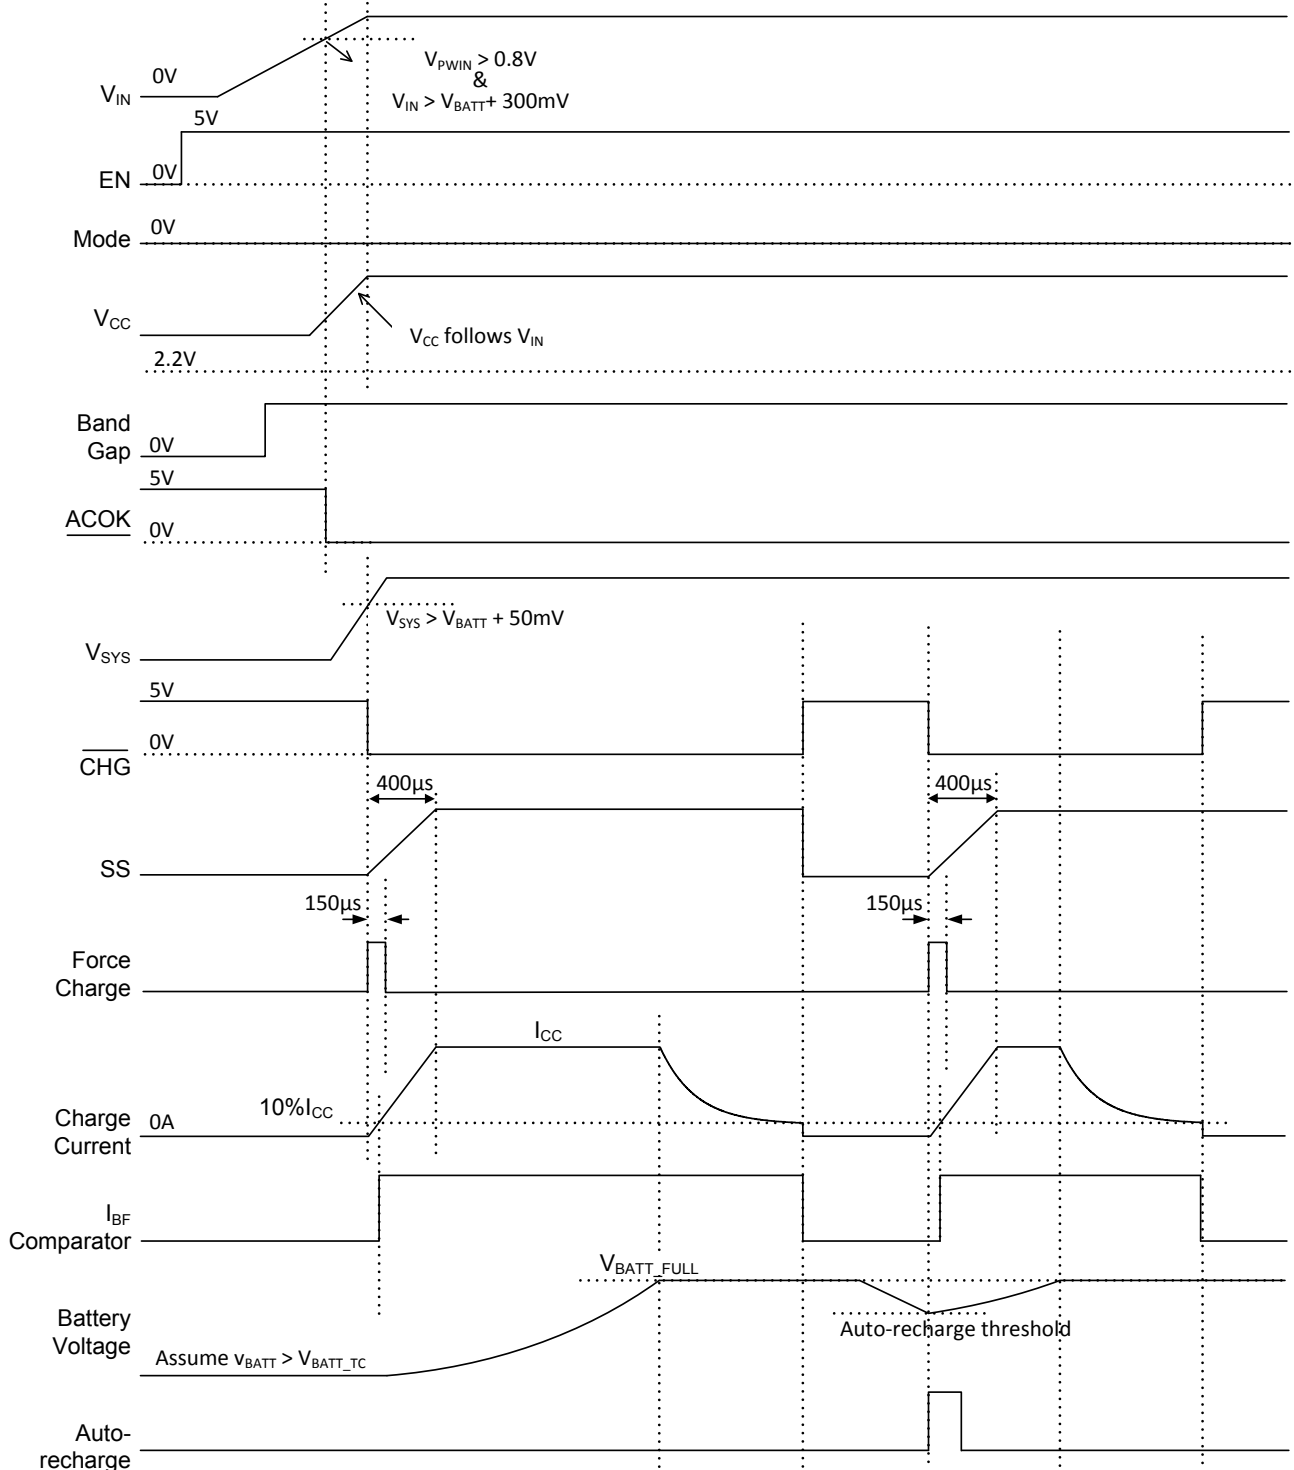 V_PWIN > 0.8V
&
V_IN > V_BATT + 300mV
0V
V_IN
5V
0V
EN
0V
Mode
V_CC
V_CC follows V_IN
2.2V
Band
Gap
0V
5V
ACOK
0V
V_SYS > V_BATT + 50mV
V_SYS
5V
0V
CHG
400µs
400µs
SS
150µs
150µs
Force
Charge
I_CC
10%I_CC
Charge
Current
0A
I_BF
Comparator
V_BATT_FULL
Battery
Voltage
Auto-recharge threshold
Assume v_BATT > V_BATT_TC
Auto-
recharge